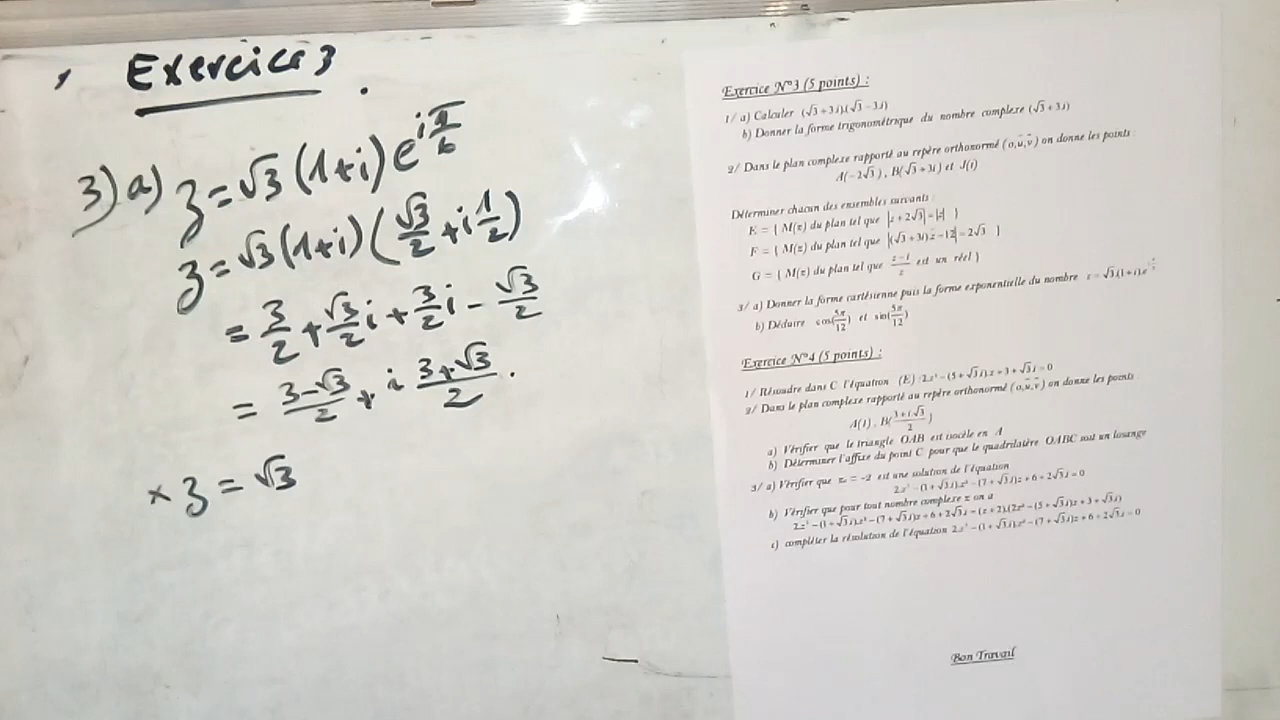 Exercice 3
3) a) z = √3 (1+i) e^{iπ/6}
z = √3 (1+i) (√3/2 + i 1/2)
= 3/2 + √3/2 i + 3/2 i - √3/2
= (3-√3)/2 + i (3+√3)/2 .
× z = √3
Exercice N°3 (5 points) :
1/ a) Calculer (√3+3i)(√3-3i)
b) Donner la forme trigonométrique du nombre complexe (√3+3i)
2/ Dans le plan complexe rapporté au repère orthonormé (o,u,v) on donne les points :
A(-2√3) , B(√3+3i) et J(i)
Déterminer chacun des ensembles suivants :
E = { M(z) du plan tel que |z+2√3|=|z| }
F = { M(z) du plan tel que |(√3+3i)z-12|=2√3 }
G = { M(z) du plan tel que (z-i)/z est un réel }
3/ a) Donner la forme cartésienne puis la forme exponentielle du nombre z=√3.(1+i).e
b) Déduire cos(5π/12) et sin(5π/12)
Exercice N°4 (5 points) :
1/ Résoudre dans C l'équation (E) : 2z²-(5+√3i).z+3+√3i=0
2/ Dans le plan complexe rapporté au repère orthonormé (o,u,v) on donne les points :
A(1) , B((3+i√3)/2)
a) Vérifier que le triangle OAB est isocèle en A
b) Déterminer l'affixe du point C pour que le quadrilatère OABC soit un losange
3/ a) Vérifier que z₀=-2 est une solution de l'équation
2z³-(1+√3i).z²-(7+√3i)z+6+2√3i=0
b) Vérifier que pour tout nombre complexe z on a
2z³-(1+√3i).z²-(7+√3i)z+6+2√3i=(z+2).(2z²-(5+√3i)z+3+√3i)
c) compléter la résolution de l'équation 2z³-(1+√3i).z²-(7+√3i)z+6+2√3i=0
Bon Travail